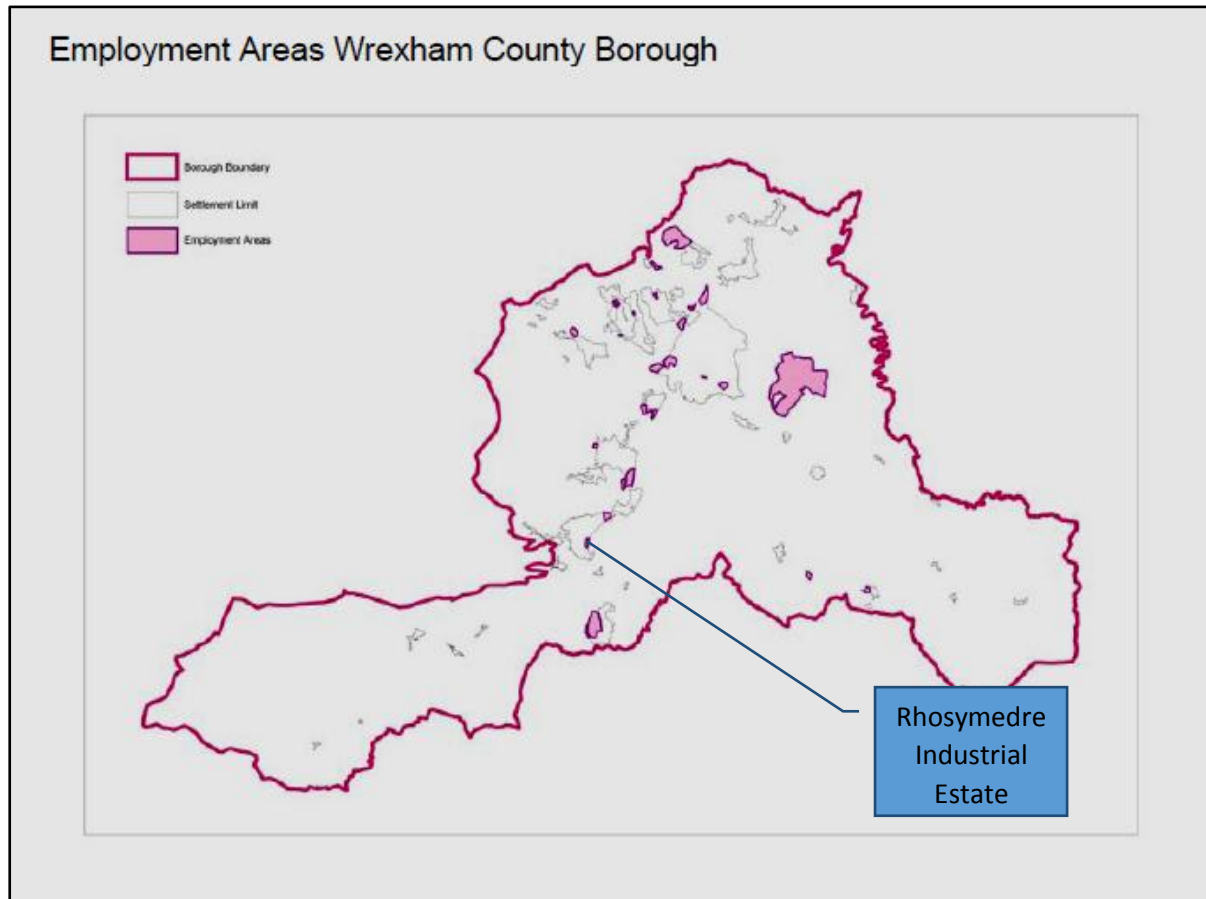 Employment Areas Wrexham County Borough
Borough Boundary
Settlement Limit
Employment Areas
Rhosymedre
Industrial
Estate